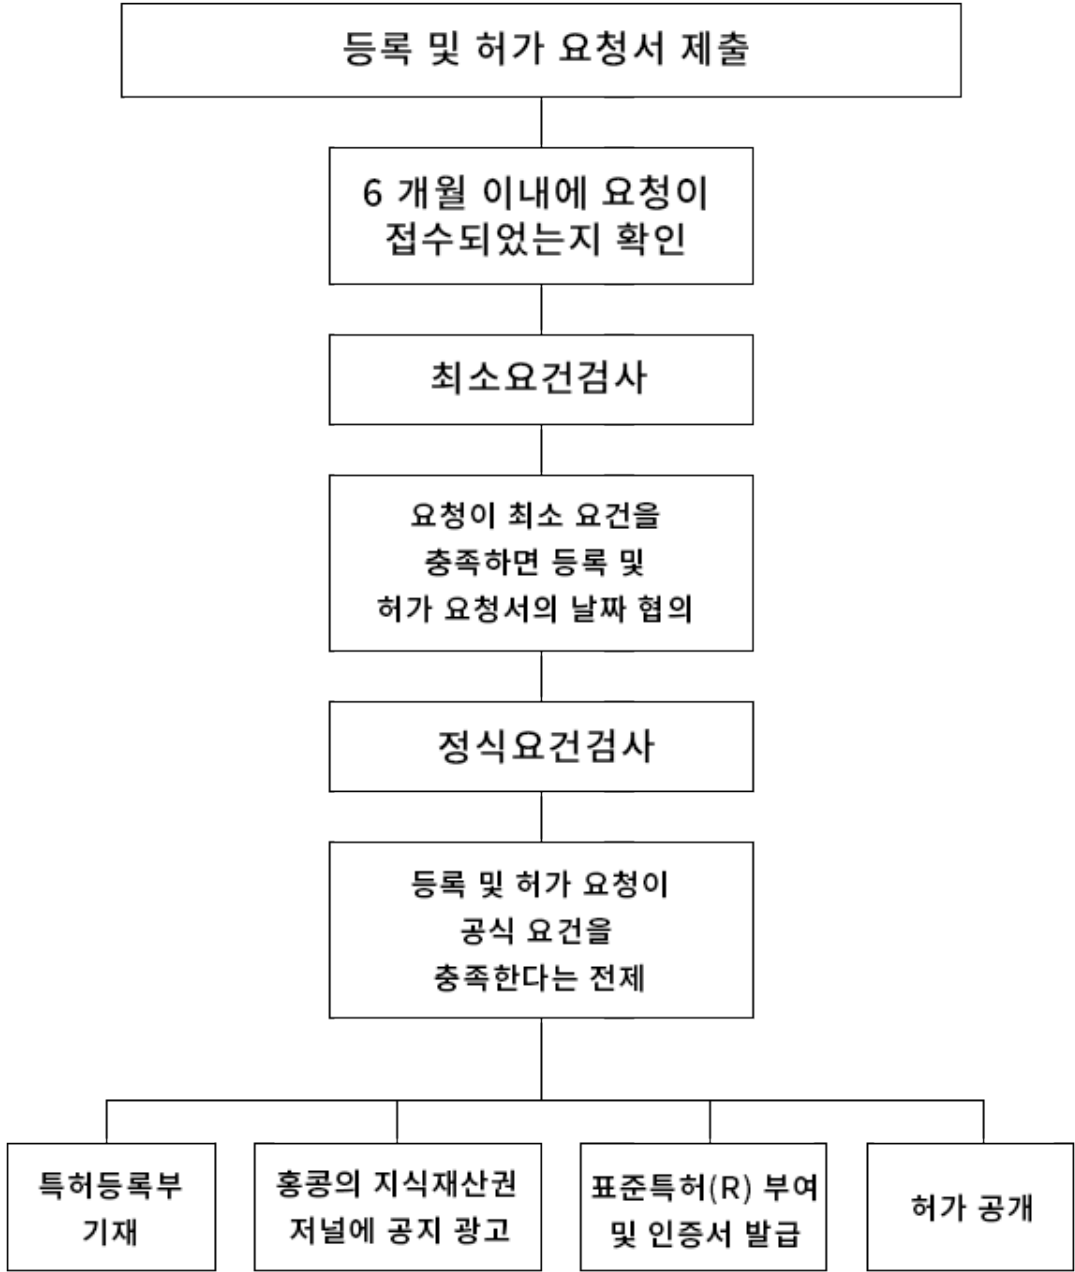 등록 및 허가 요청서 제출
6 개월 이내에 요청이
접수되었는지 확인
최소요건검사
요청이 최소 요건을
충족하면 등록 및
허가 요청서의 날짜 협의
정식요건검사
등록 및 허가 요청이
공식 요건을
충족한다는 전제
특허등록부
기재
홍콩의 지식재산권
저널에 공지 광고
표준특허(R) 부여
및 인증서 발급
허가 공개